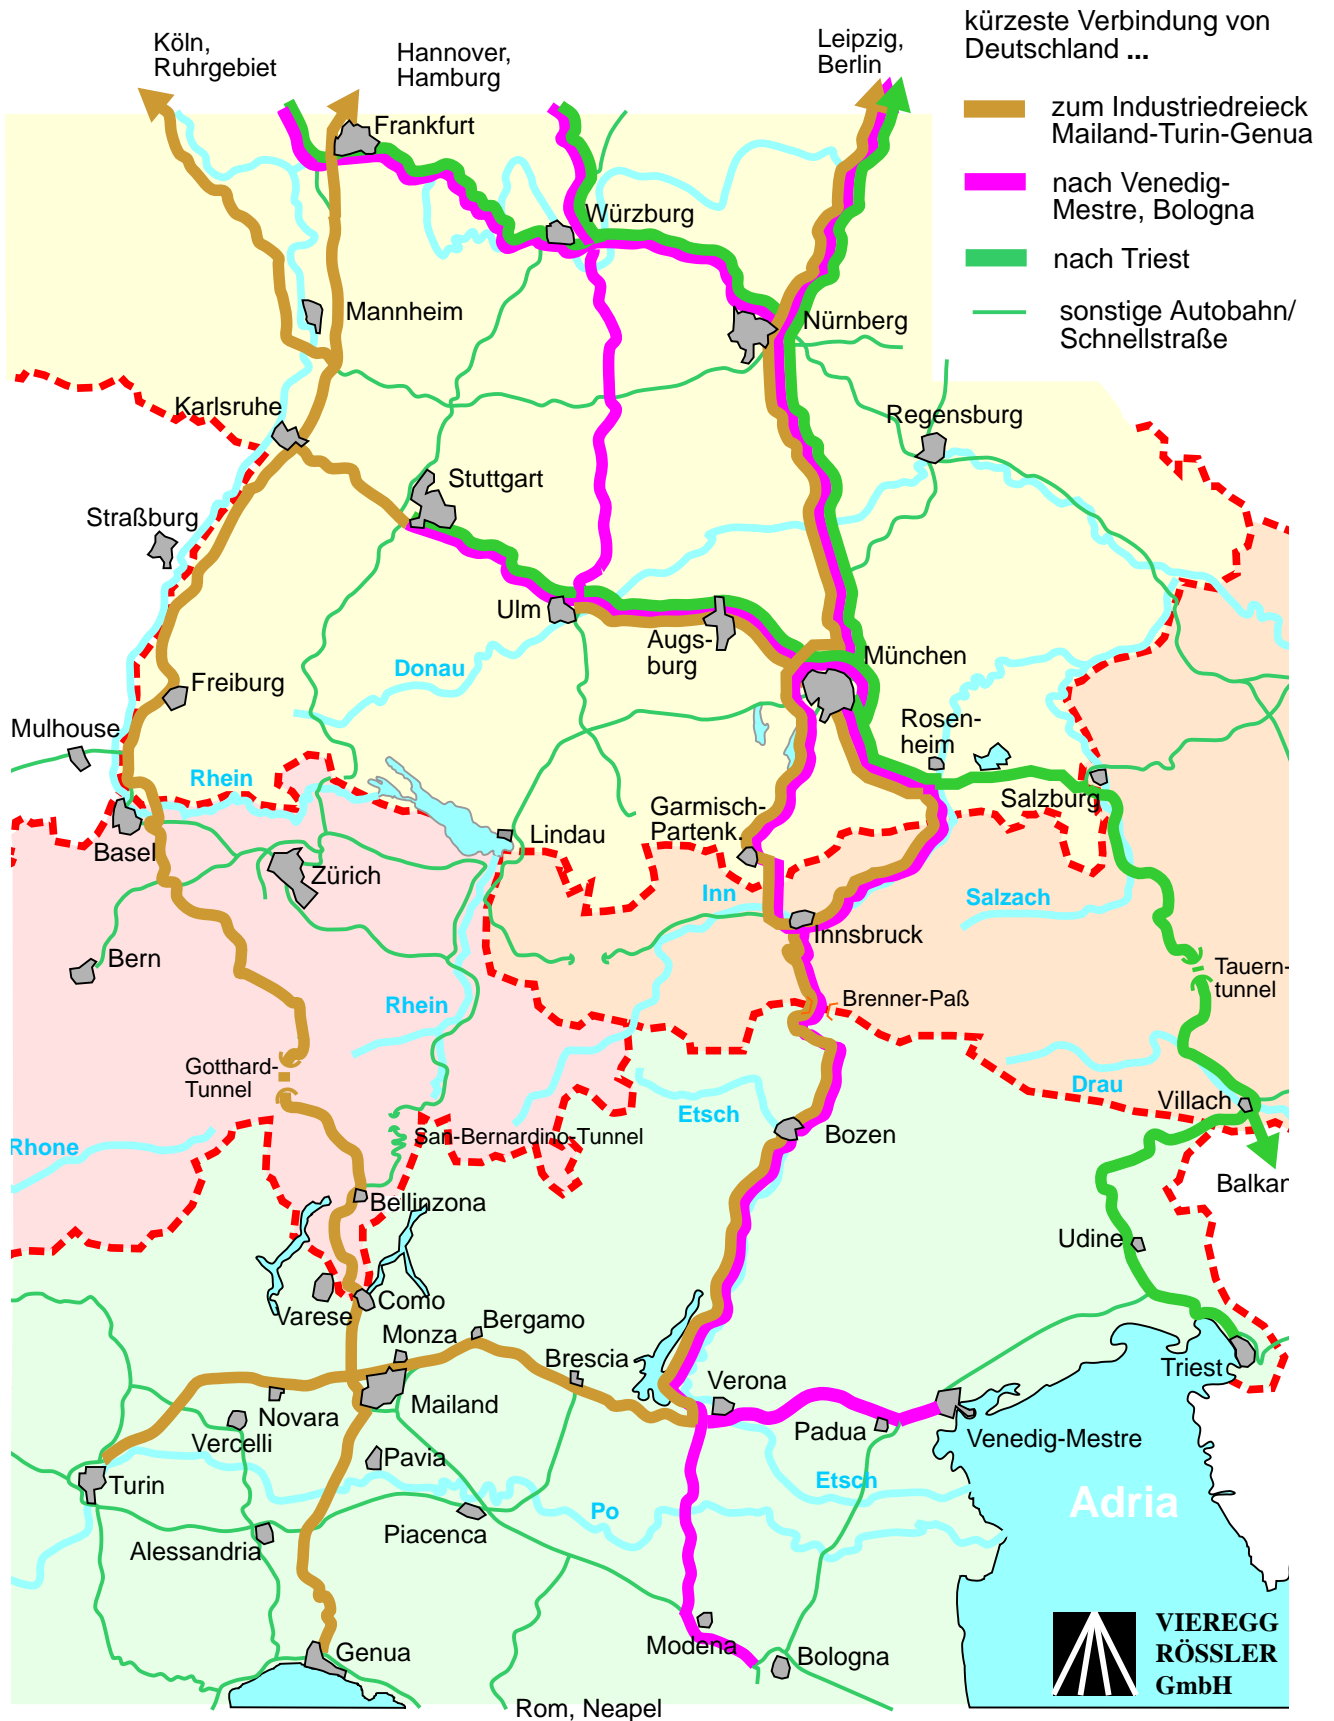 kürzeste Verbindung von
Deutschland ...
zum Industriedreieck
Mailand-Turin-Genua
nach Venedig-
Mestre, Bologna
nach Triest
sonstige Autobahn/
Schnellstraße
Köln,
Ruhrgebiet
Hannover,
Hamburg
Leipzig,
Berlin
Frankfurt
Würzburg
Mannheim
Nürnberg
Karlsruhe
Regensburg
Stuttgart
Straßburg
Ulm
Augs-
burg
München
Donau
Freiburg
Mulhouse
Rosen-
heim
Rhein
Garmisch-
Partenk.
Salzburg
Lindau
Basel
Zürich
Inn
Salzach
Innsbruck
Bern
Tauern-
tunnel
Rhein
Brenner-Paß
Gotthard-
Tunnel
Drau
Villach
Etsch
Bozen
Rhone
San-Bernardino-Tunnel
Balkan
Bellinzona
Udine
Varese
Como
Monza
Bergamo
Brescia
Triest
Verona
Novara
Mailand
Vercelli
Padua
Venedig-Mestre
Pavia
Turin
Etsch
Adria
Po
Piacenca
Alessandria
Modena
Bologna
Genua
Rom, Neapel
VIEREGG
RÖSSLER
GmbH